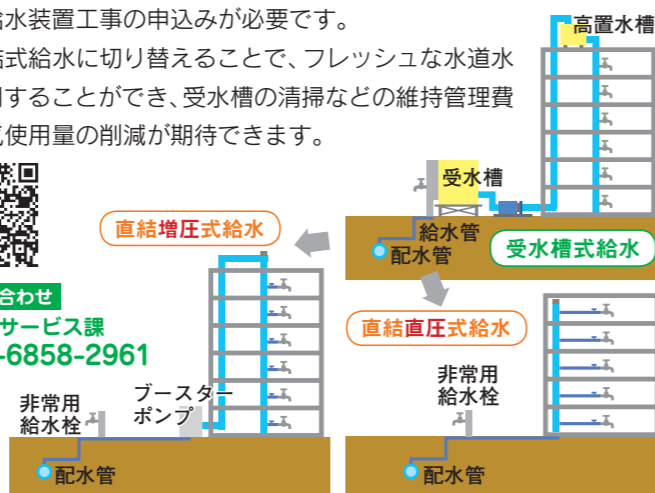 給水装置工事の申込みが必要です。
結式給水に切り替えることで、フレッシュな水道水
用することができ、受水槽の清掃などの維持管理費
気使用量の削減が期待できます。
高置水槽
受水槽
給水管
配水管
受水槽式給水
直結増圧式給水
合わせ
サービス課
-6858-2961
非常用
給水栓
ブースター
ポンプ
配水管
直結直圧式給水
非常用
給水栓
配水管